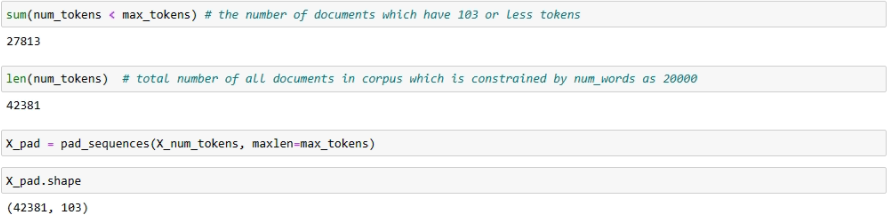 sum(num_tokens < max_tokens) # the number of documents which have 103 or less tokens
27813
len(num_tokens)  # total number of all documents in corpus which is constrained by num_words as 20000
42381
X_pad = pad_sequences(X_num_tokens, maxlen=max_tokens)
X_pad.shape
(42381, 103)